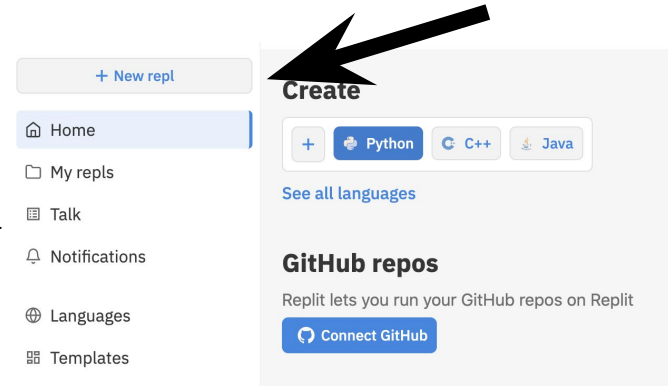 + New repl
Home
My repls
Talk
Notifications
Languages
Templates
Create
+ Python C++ Java
See all languages
GitHub repos
Replit lets you run your GitHub repos on Replit
Connect GitHub